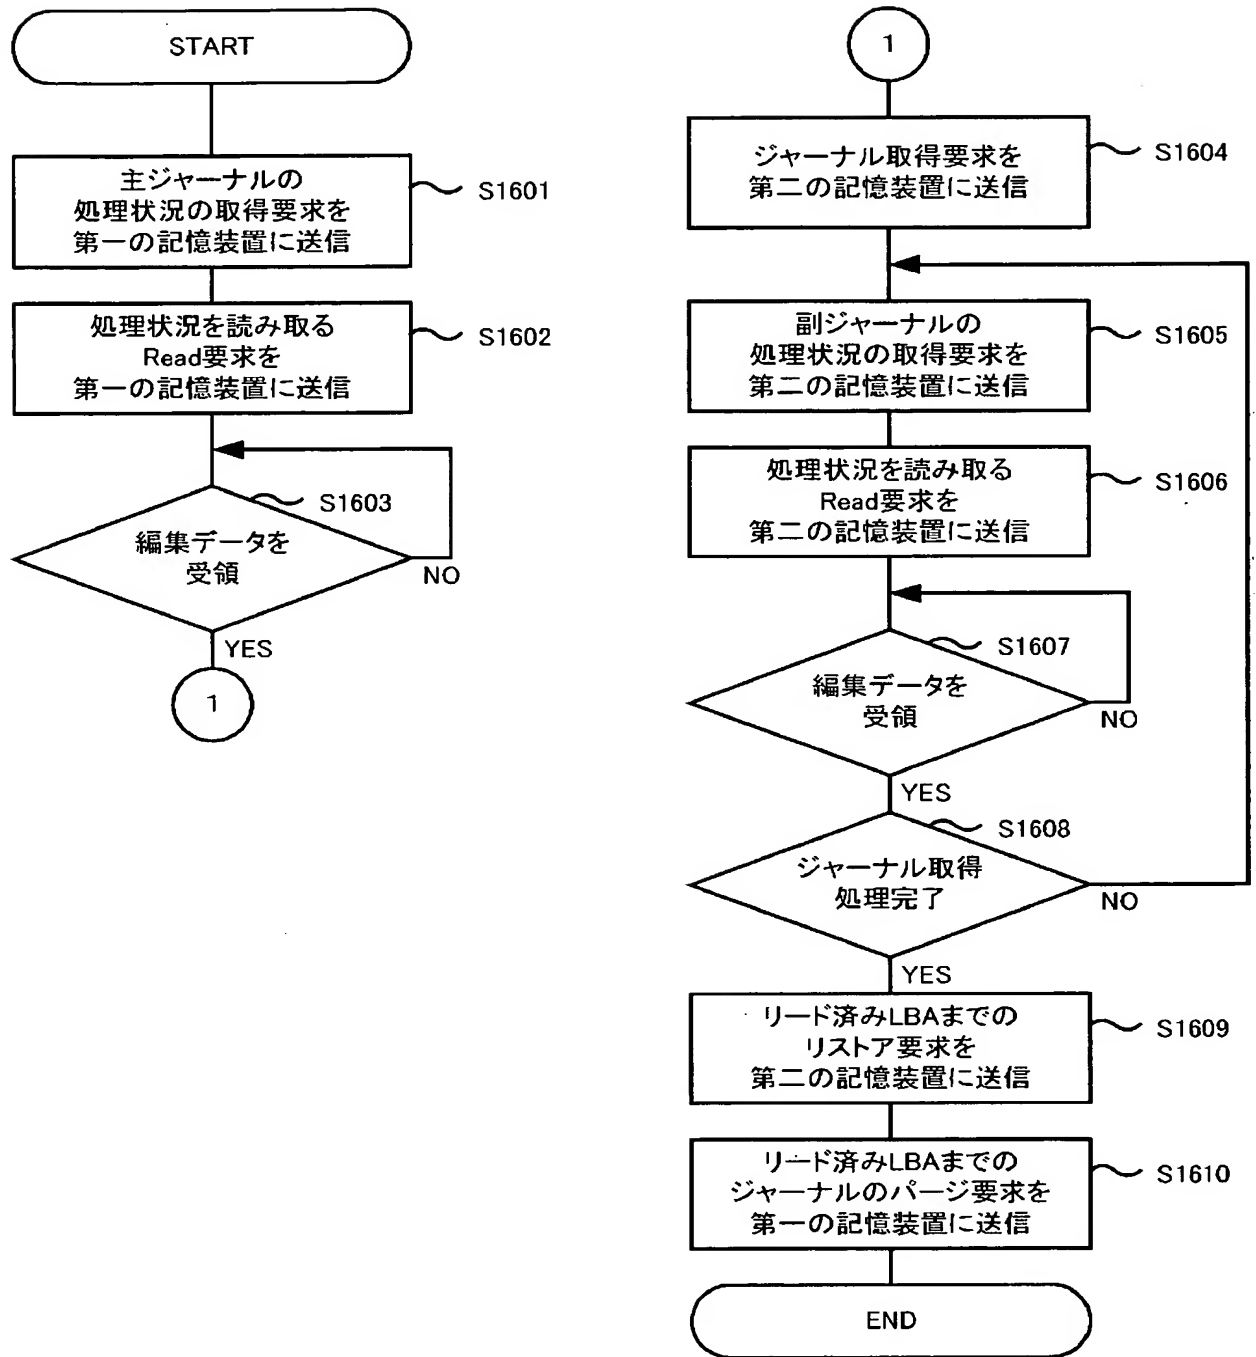 START
主ジャーナルの
処理状況の取得要求を
第一の記憶装置に送信
S1601
処理状況を読み取る
Read要求を
第一の記憶装置に送信
S1602
S1603
編集データを
受領
NO
YES
1
1
ジャーナル取得要求を
第二の記憶装置に送信
S1604
副ジャーナルの
処理状況の取得要求を
第二の記憶装置に送信
S1605
処理状況を読み取る
Read要求を
第二の記憶装置に送信
S1606
S1607
編集データを
受領
NO
YES
S1608
ジャーナル取得
処理完了
NO
YES
リード済みLBAまでの
リストア要求を
第二の記憶装置に送信
S1609
リード済みLBAまでの
ジャーナルのパージ要求を
第一の記憶装置に送信
S1610
END